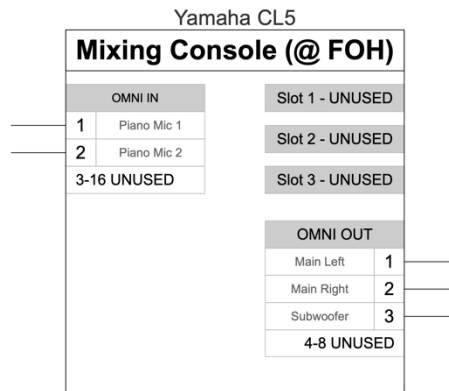 Yamaha CL5
Mixing Console (@ FOH)
OMNI IN
1 Piano Mic 1
2 Piano Mic 2
3-16 UNUSED
Slot 1 - UNUSED
Slot 2 - UNUSED
Slot 3 - UNUSED
OMNI OUT
Main Left 1
Main Right 2
Subwoofer 3
4-8 UNUSED